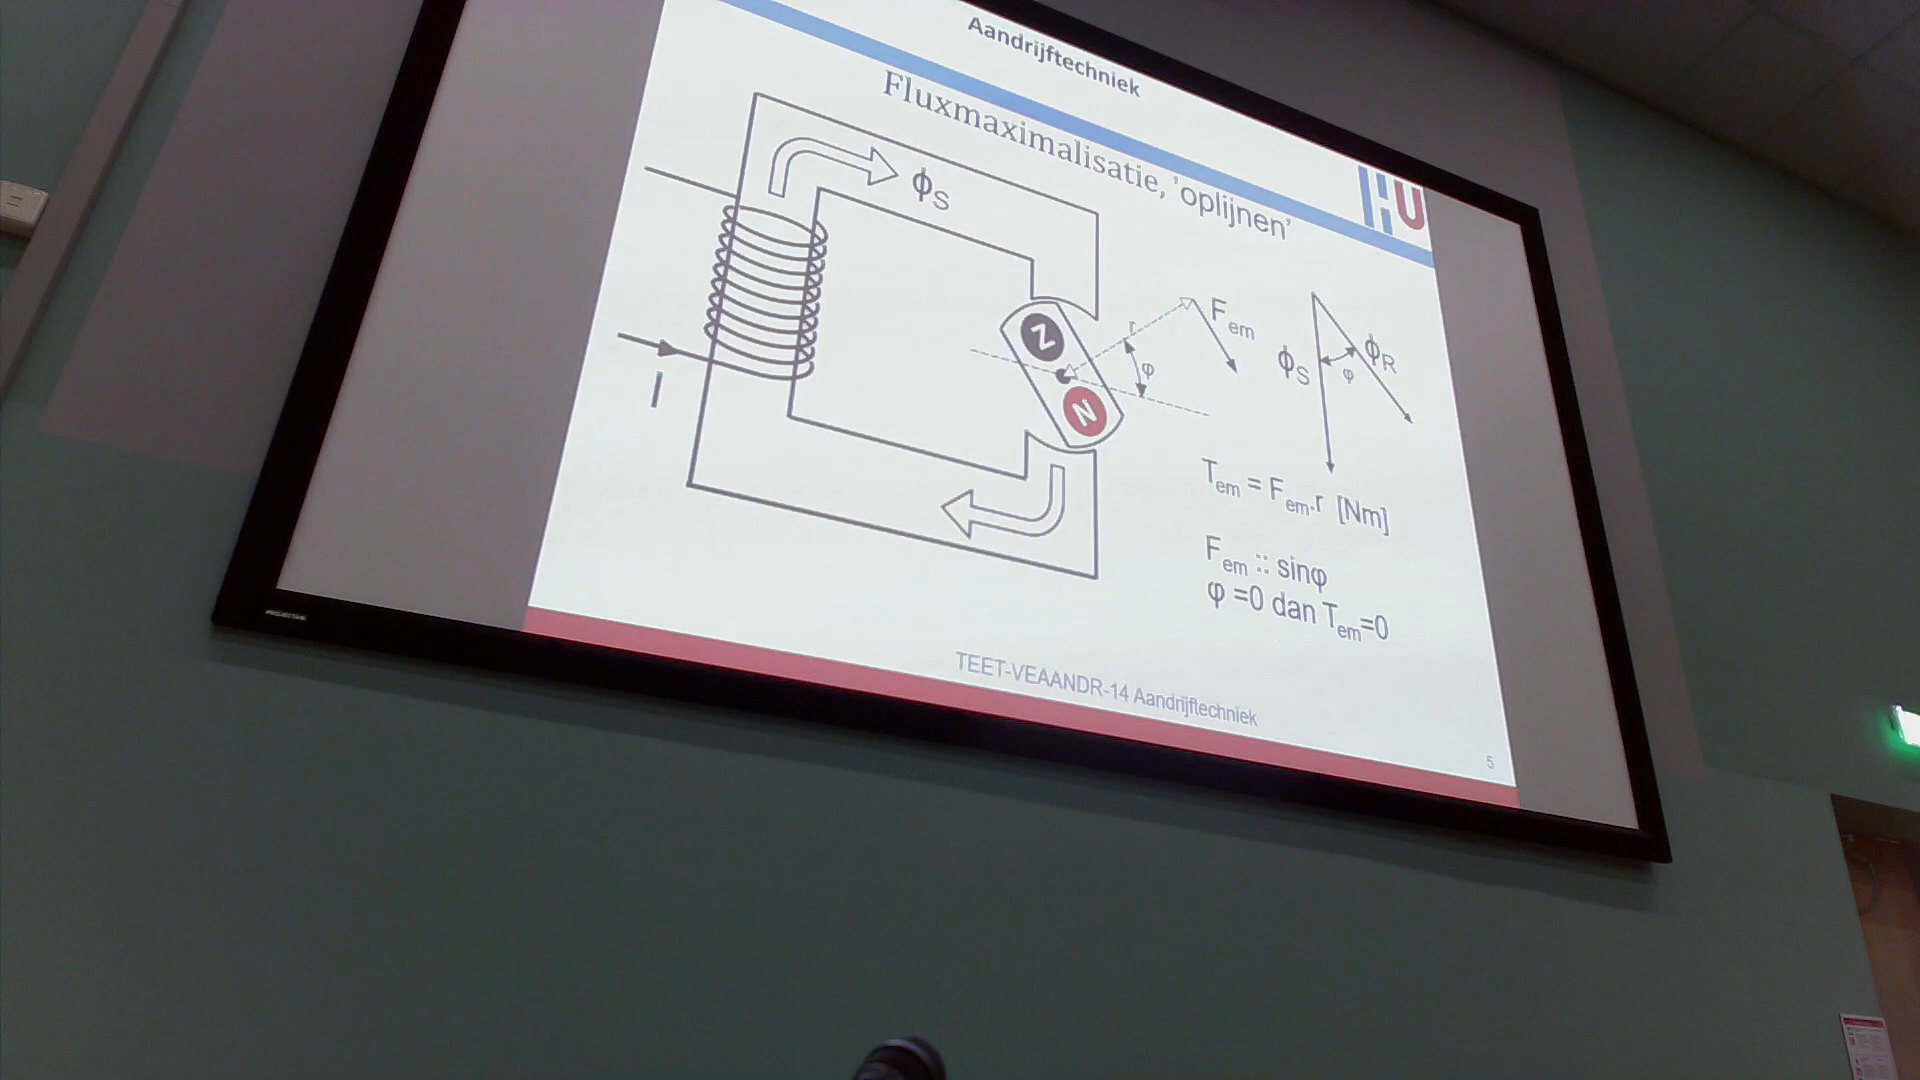 Aandrijftechniek
Fluxmaximalisatie, 'oplijnen'
HU
ϕS
I
Z
N
r
φ
Fem
ϕS
φ
ϕR
Tem = Fem.r [Nm]
Fem :: sinφ
φ =0 dan Tem=0
TEET-VEAANDR-14 Aandrijftechniek
5